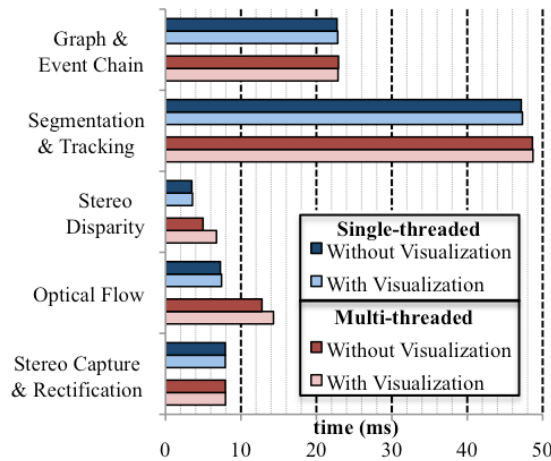 Graph &
Event Chain
Segmentation
& Tracking
Stereo
Disparity
Optical Flow
Stereo Capture
& Rectification
Single-threaded
Without Visualization
With Visualization
Multi-threaded
Without Visualization
With Visualization
time (ms)
0 10 20 30 40 50